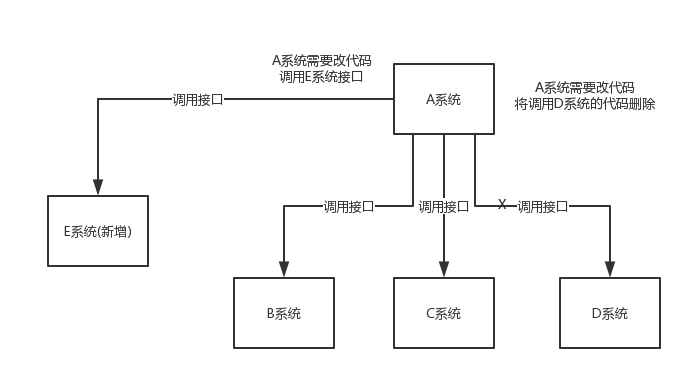 A系统需要改代码
调用E系统接口
A系统
A系统需要改代码
将调用D系统的代码删除
调用接口
E系统(新增)
调用接口
调用接口
X
调用接口
B系统
C系统
D系统